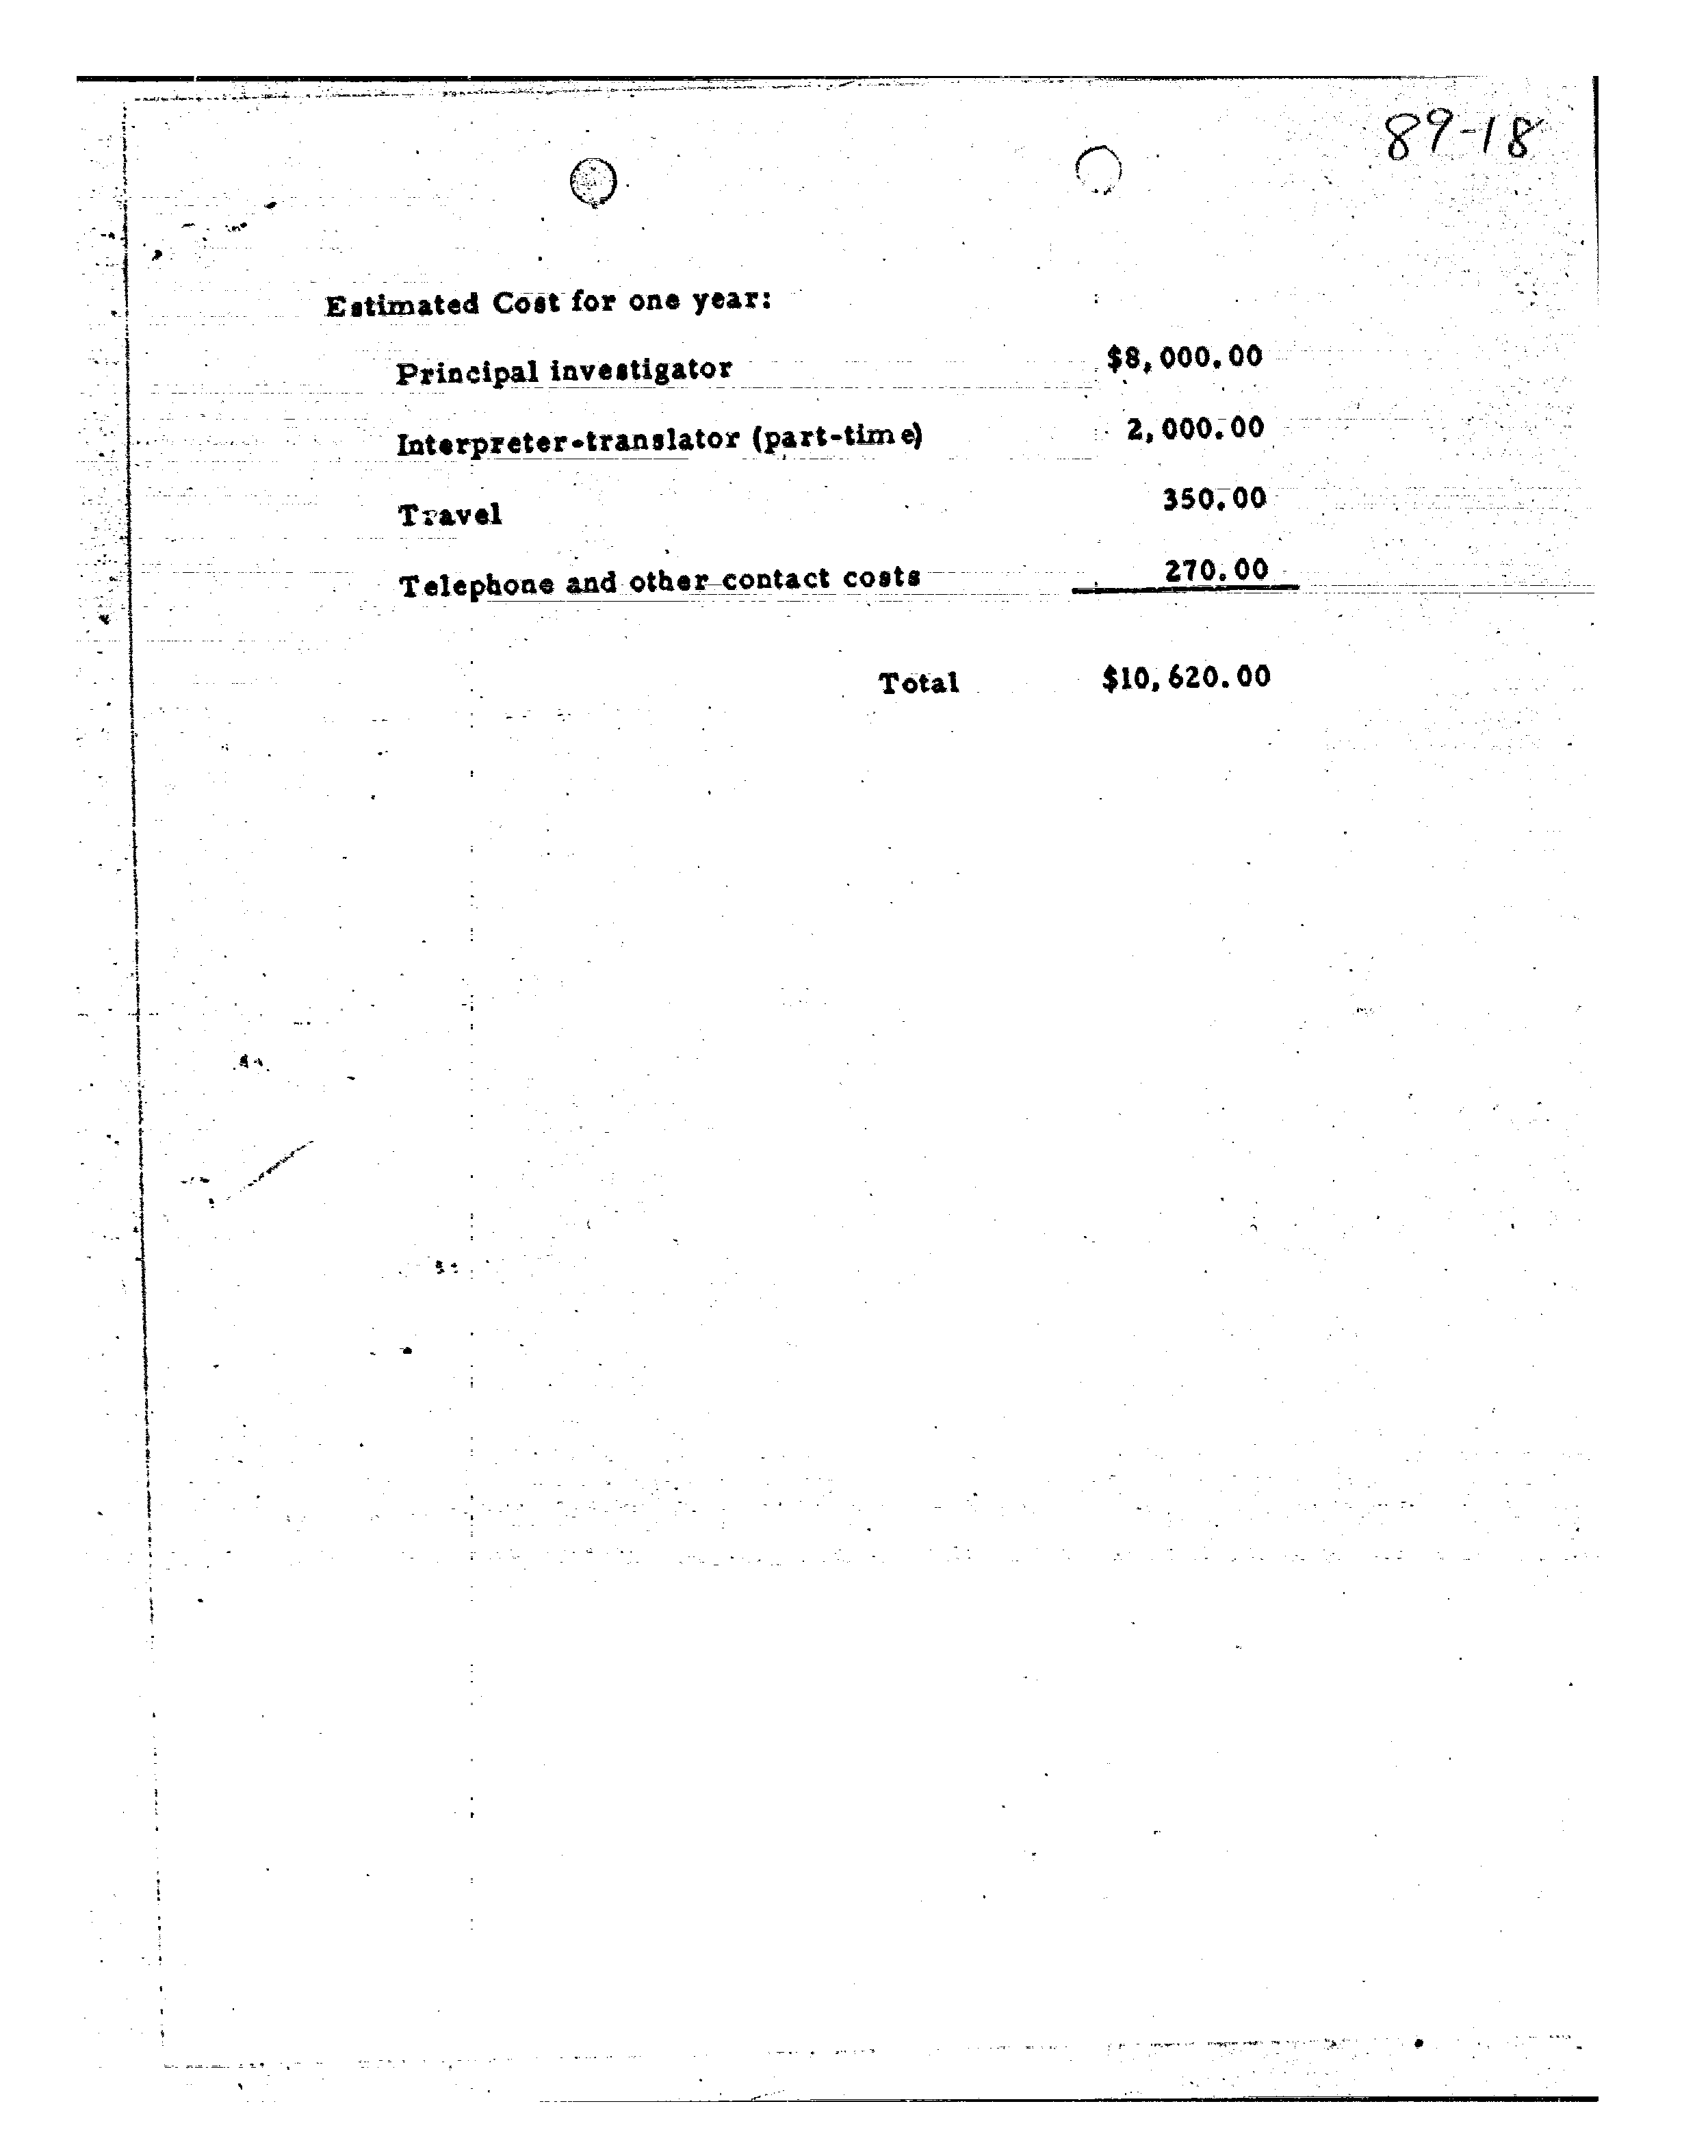 89-18
Estimated Cost for one year:
Principal investigator $8,000.00
Interpreter-translator (part-time) 2,000.00
Travel 350.00
Telephone and other contact costs 270.00
Total $10,620.00